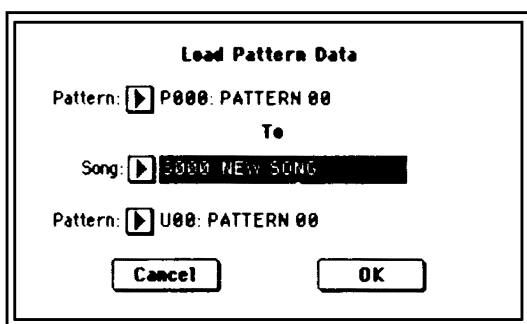 Load Pattern Data
Pattern: P000: PATTERN 00
To
Song: S000 NEW SONG
Pattern: U00: PATTERN 00
Cancel OK